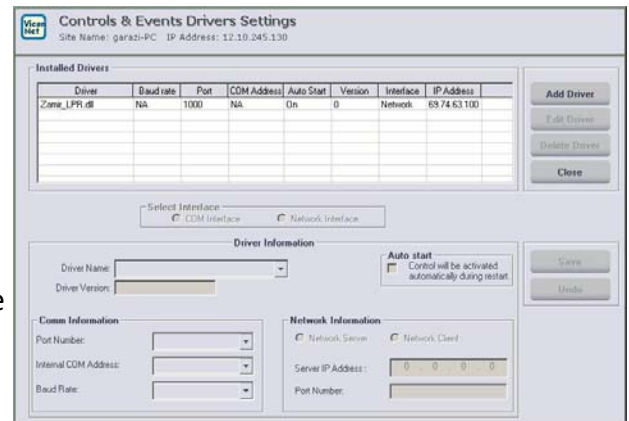 Vicon Net
Controls & Events Drivers Settings
Site Name: garazi-PC IP Address: 12.10.245.130
Installed Drivers
Driver Baud rate Port COM Address Auto Start Version Interface IP Address
Zamir_LPR.dll NA 1000 NA On 0 Network 69.74.63.100
Add Driver
Edit Driver
Delete Driver
Close
Select Interface
COM Interface Network Interface
Driver Information
Driver Name:
Driver Version:
Auto start
Control will be activated
automatically during restart.
Save
Undo
e
Comm Information
Port Number:
Internal COM Address:
Baud Rate:
Network Information
Network Server Network Client
Server IP Address : 0 . 0 . 0 . 0
Port Number: